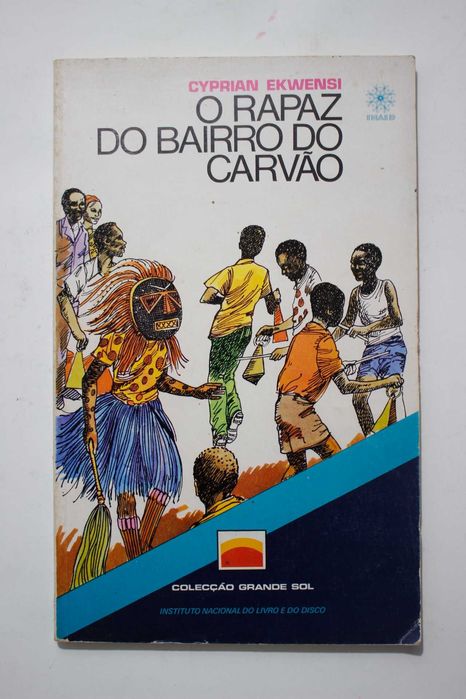 CYPRIAN EKWENSI
O RAPAZ
DO BAIRRO DO
CARVÃO
INALD
COLECÇÃO GRANDE SOL
INSTITUTO NACIONAL DO LIVRO E DO DISCO